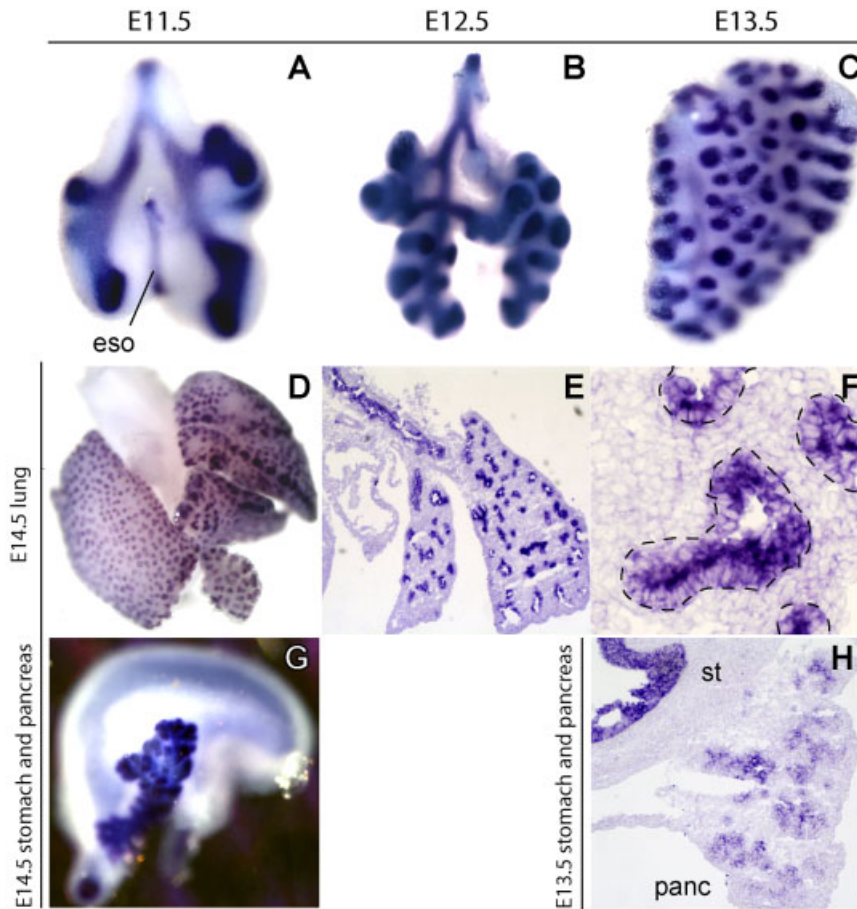 E11.5 E12.5 E13.5
A B C
eso
E14.5 lung
D E F
E14.5 stomach and pancreas
G
E13.5 stomach and pancreas
H
st
panc